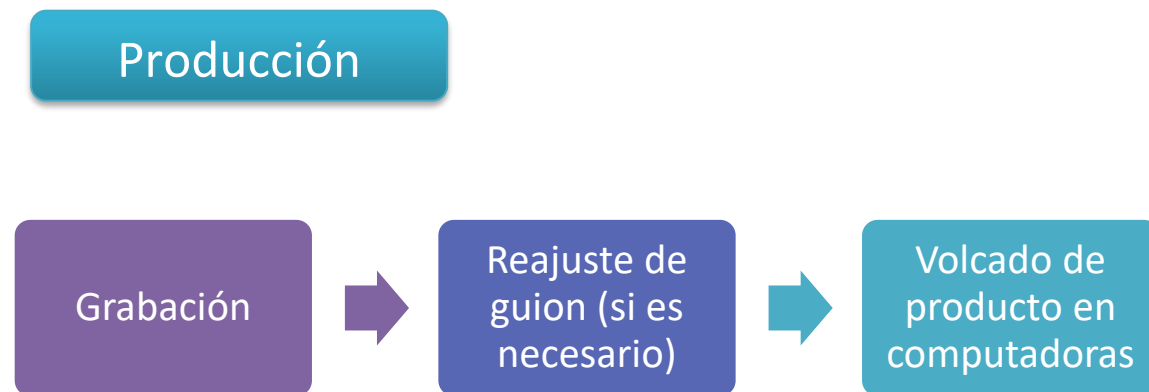 Producción
Grabación
Reajuste de
guion (si es
necesario)
Volcado de
producto en
computadoras